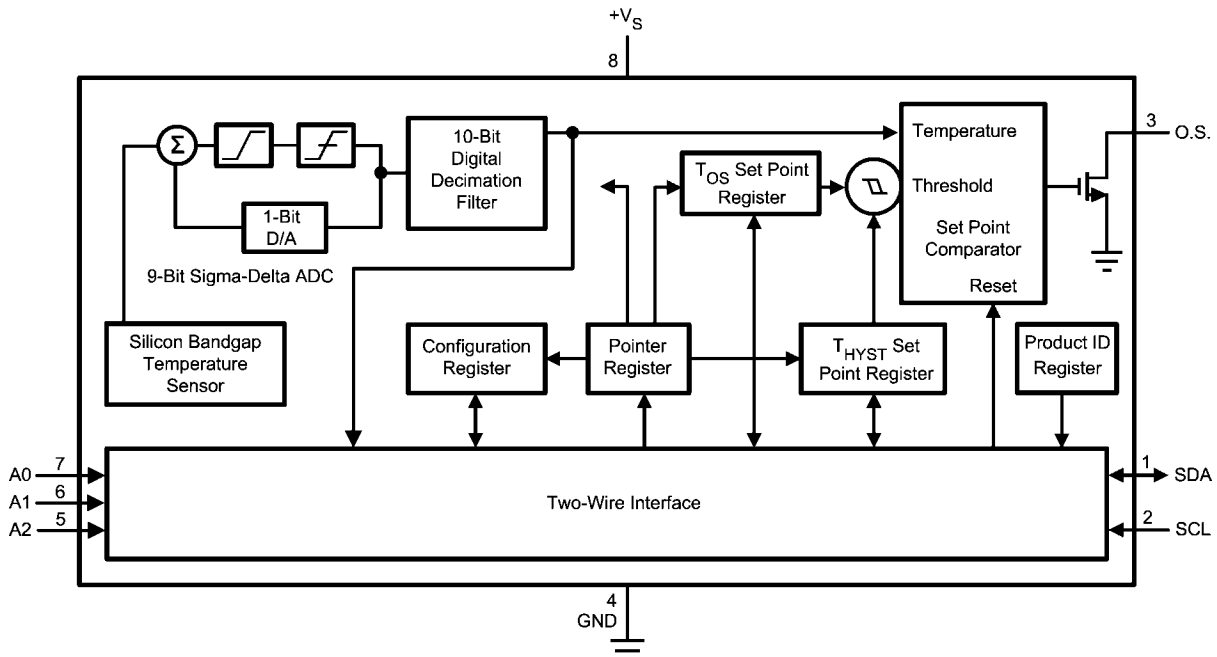 +VS
8
10-Bit
Digital
Decimation
Filter
Σ
1-Bit
D/A
9-Bit Sigma-Delta ADC
TOS Set Point
Register
Temperature
Threshold
Set Point
Comparator
Reset
3
O.S.
Silicon Bandgap
Temperature
Sensor
Configuration
Register
Pointer
Register
THYST Set
Point Register
Product ID
Register
A0
7
A1
6
A2
5
Two-Wire Interface
1
SDA
2
SCL
4
GND